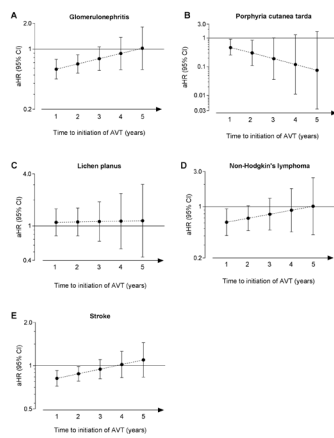 A
Glomerulonephritis
2.0
1
0.2
aHR (95% CI)
1 2 3 4 5
Time to initiation of AVT (years)
B
Porphyria cutanea tarda
3.0
1
0.1
0.01
0.03
aHR (95% CI)
1 2 3 4 5
Time to initiation of AVT (years)
C
Lichen planus
4.0
1
0.4
aHR (95% CI)
1 2 3 4 5
Time to initiation of AVT (years)
D
Non-Hodgkin's lymphoma
3.0
1
0.2
aHR (95% CI)
1 2 3 4 5
Time to initiation of AVT (years)
E
Stroke
2.0
1
0.5
aHR (95% CI)
1 2 3 4 5
Time to initiation of AVT (years)